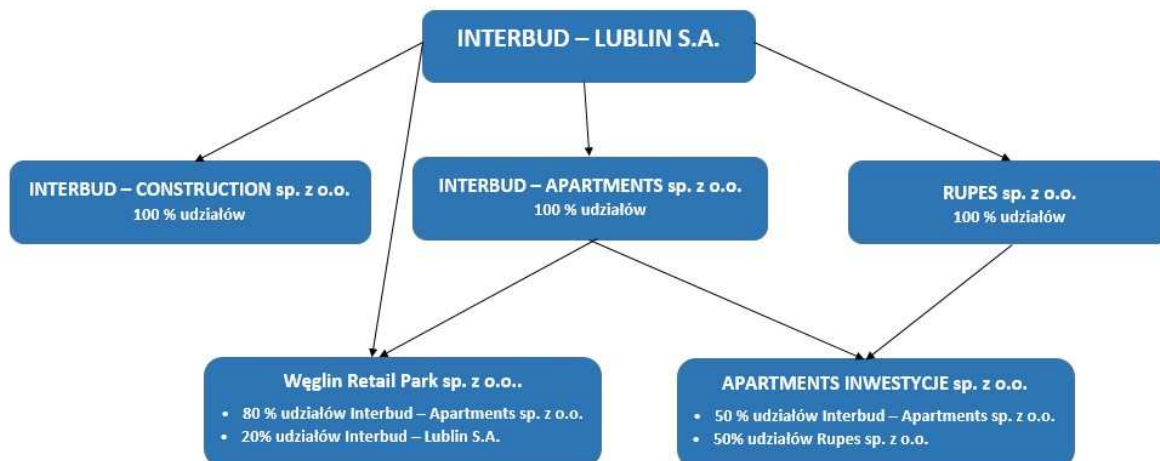 INTERBUD – LUBLIN S.A.
INTERBUD – CONSTRUCTION sp. z o.o.
100 % udziałów
INTERBUD – APARTMENTS sp. z o.o.
100 % udziałów
RUPES sp. z o.o.
100 % udziałów
Węglin Retail Park sp. z o.o..
• 80 % udziałów Interbud – Apartments sp. z o.o.
• 20% udziałów Interbud – Lublin S.A.
APARTMENTS INWESTYCJE sp. z o.o.
• 50 % udziałów Interbud – Apartments sp. z o.o.
• 50% udziałów Rupes sp. z o.o.